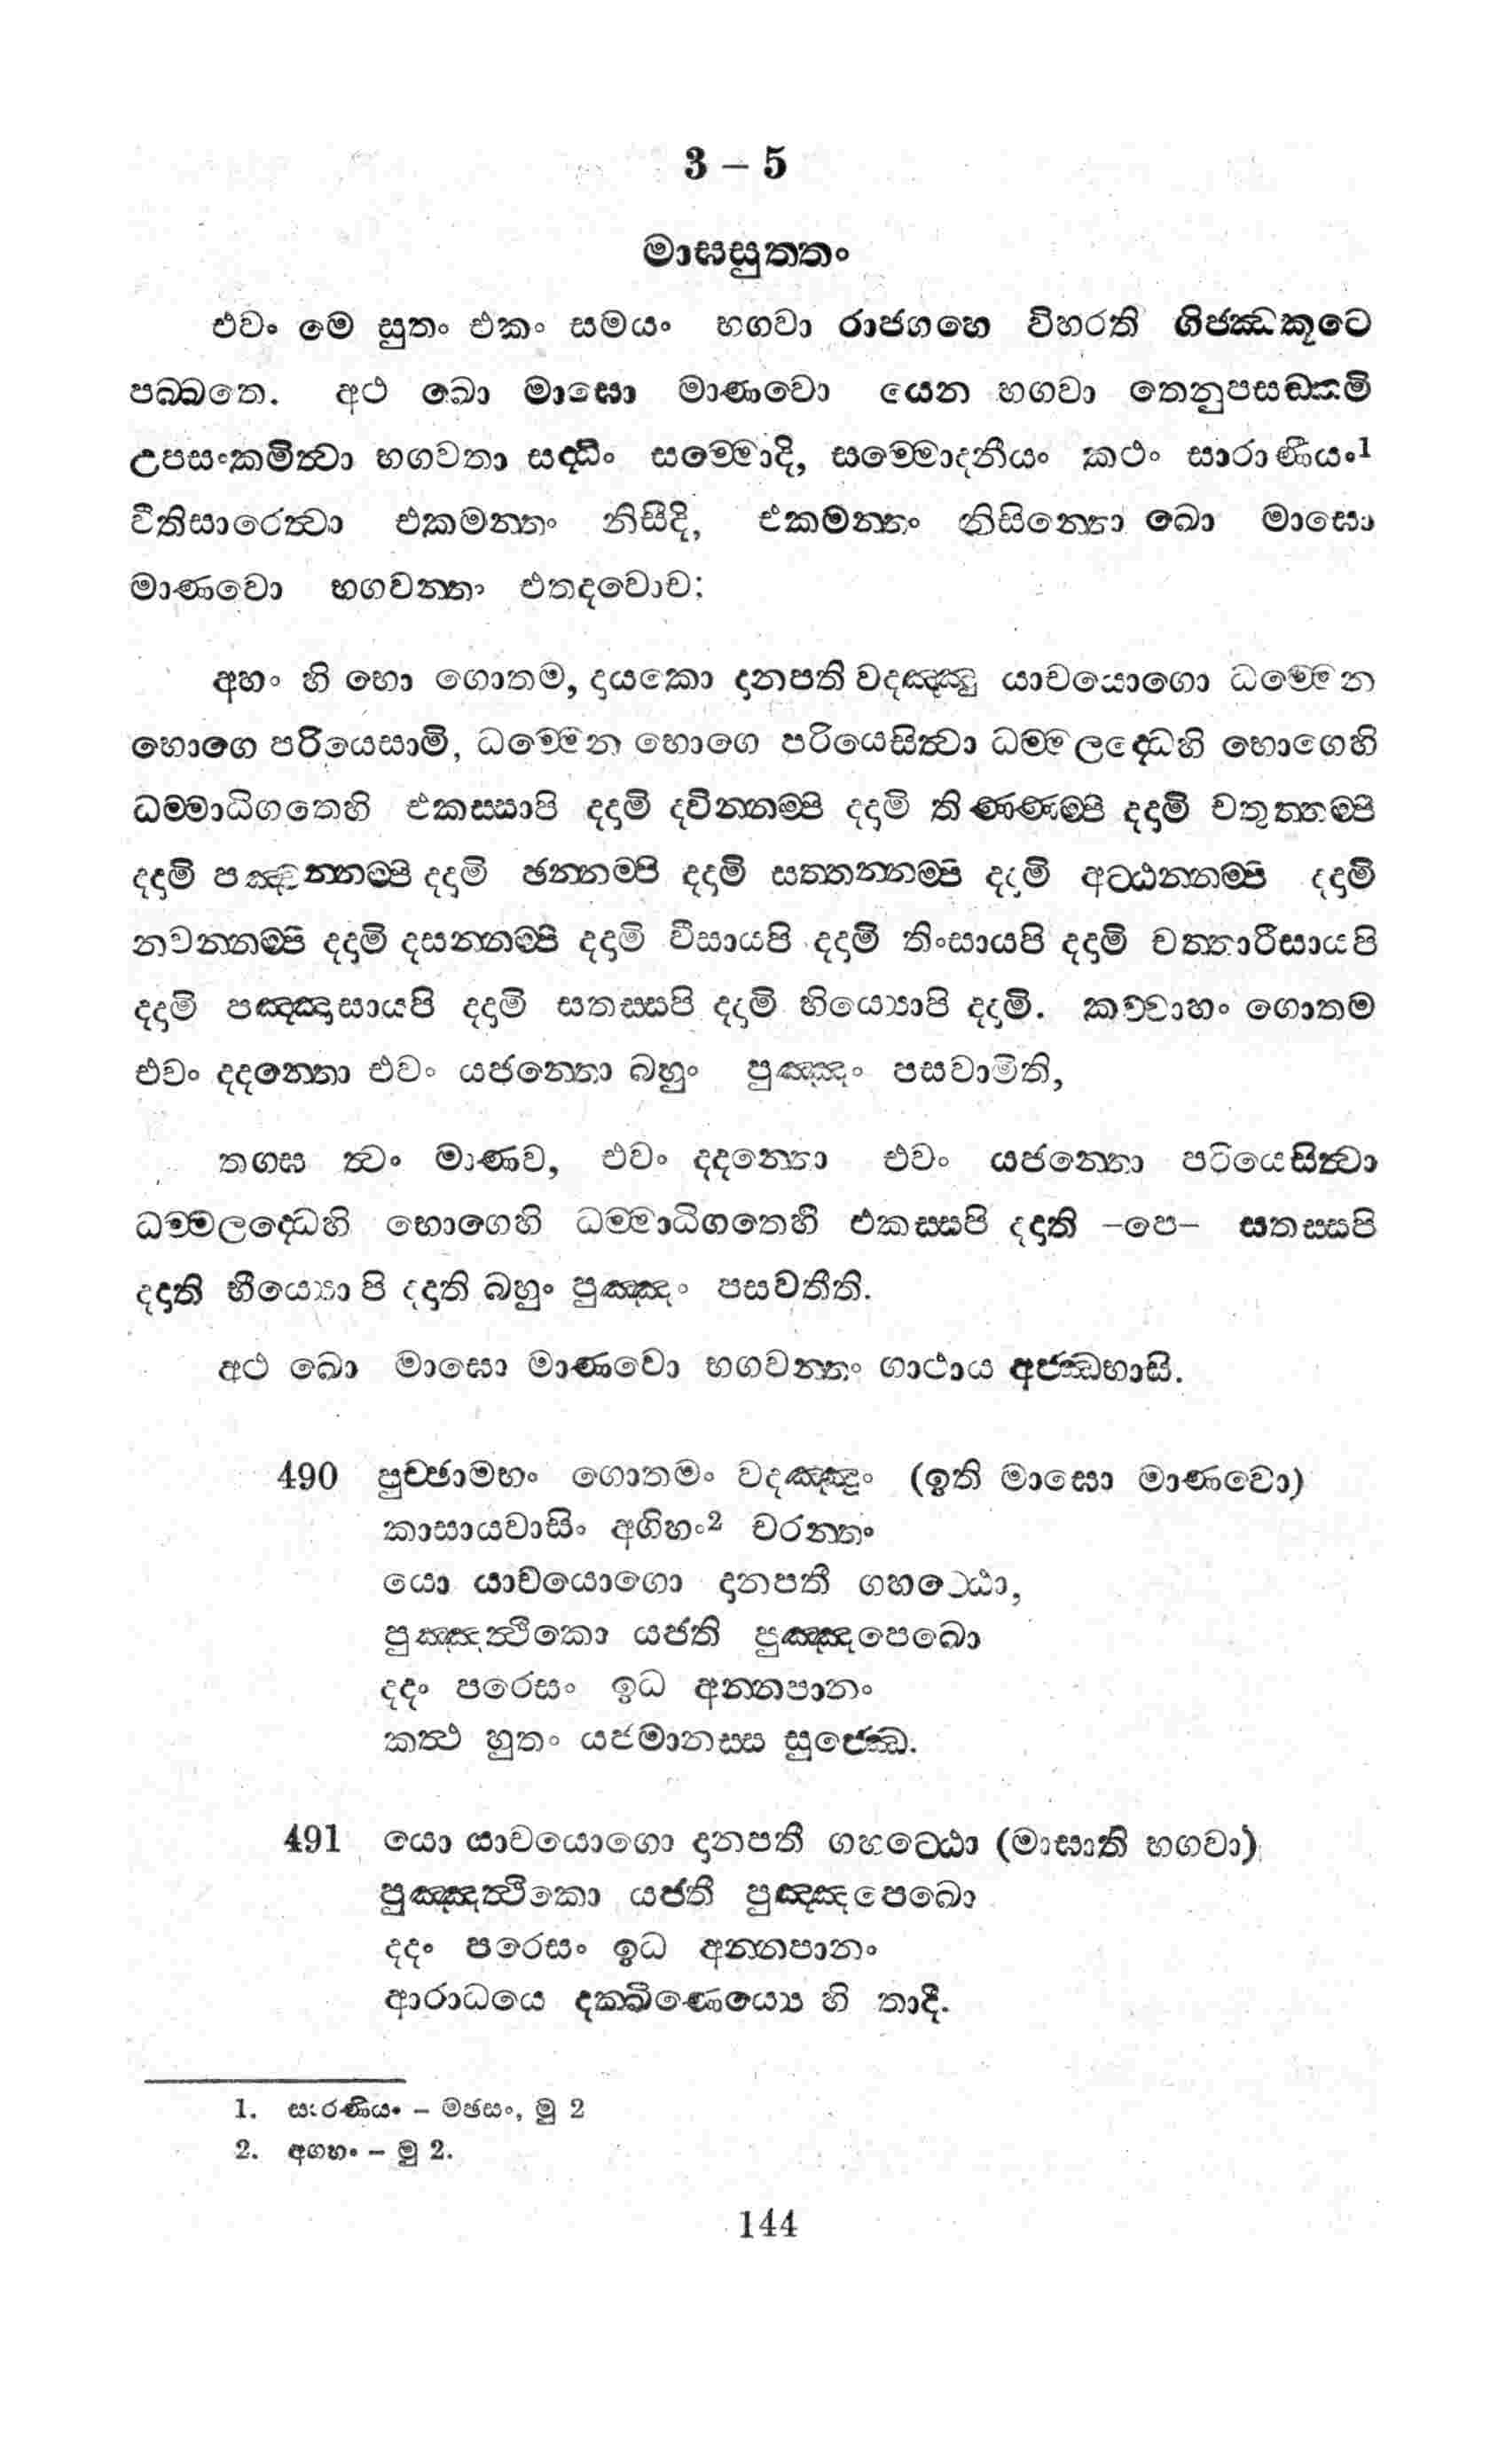 3 – 5
මාඝසුත්තං
එවං මෙ සුතං එකං සමයං භගවා රාජගහෙ විහරති ගිජ්ඣකූටෙ
පබ්බතෙ. අථ ඛො මාඝො මාණවො යෙන භගවා තෙනුපසඞ්කමි
උපසංකමිත්වා භගවතා සද්ධිං සම්මොදි, සම්මොදනීයං කථං සාරාණීයං1
වීතිසාරෙත්වා එකමන්තං නිසීදි, එකමන්තං නිසින්නො ඛො මාඝො
මාණවො භගවන්තං එතදවොච:
අහං හි භො ගොතම, දායකො දානපති වදඤ්ඤු යාචයොගො ධම්මෙන
භොගෙ පරියෙසාමි, ධම්මෙන භොගෙ පරියෙසිත්වා ධම්මලද්ධෙහි භොගෙහි
ධම්මාධිගතෙහි එකස්සාපි දදාමි ද්වින්නම්පි දදාමි තිණ්ණම්පි දදාමි චතුන්නම්පි
දදාමි පඤ්චන්නම්පි දදාමි ඡන්නම්පි දදාමි සත්තන්නම්පි දදාමි අට්ඨන්නම්පි දදාමි
නවන්නම්පි දදාමි දසන්නම්පි දදාමි වීසායපි දදාමි තිංසායපි දදාමි චත්තාරීසායපි
දදාමි පඤ්ඤාසායපි දදාමි සතස්සපි දදාමි භියොපි දදාමි. කච්චාහං ගොතම
එවං දදන්තො එවං යජන්තො බහුං පුඤ්ඤං පසවාමිති,
තග්ඝ ත්වං මාණව, එවං දදන්තො එවං යජන්තො පරියෙසිත්වා
ධම්මලද්ධෙහි භොගෙහි ධම්මාධිගතෙහි එකස්සපි දදාති –පෙ– සතස්සපි
දදාති භීය්‍යො පි දදාති බහුං පුඤ්ඤං පසවතීති.
අථ ඛො මාඝො මාණවො භගවන්තං ගාථාය අජ්ඣභාසි.
490 පුච්ඡාමහං ගොතමං වදඤ්ඤුං (ඉති මාඝො මාණවො)
කාසායවාසිං අගිහං2 චරන්තං
යො යාචයොගො දානපතී ගහට්ඨො,
පුඤ්ඤත්ථිකො යජති පුඤ්ඤපෙඛො
දදං පරෙසං ඉධ අන්නපානං
කත්ථ හුතං යජමානස්ස සුජ්ඣෙ.
491 යො යාචයොගො දානපතී ගහට්ඨො (මාඝාති භගවා)
පුඤ්ඤත්ථිකො යජතී පුඤ්ඤපෙඛො
දදං පරෙසං ඉධ අන්නපානං
ආරාධයෙ දක්ඛිණෙය්‍යෙ හි තාදී.
1. සාරණියං – මඡසං, මු 2
2. අගහං – මු 2.
144